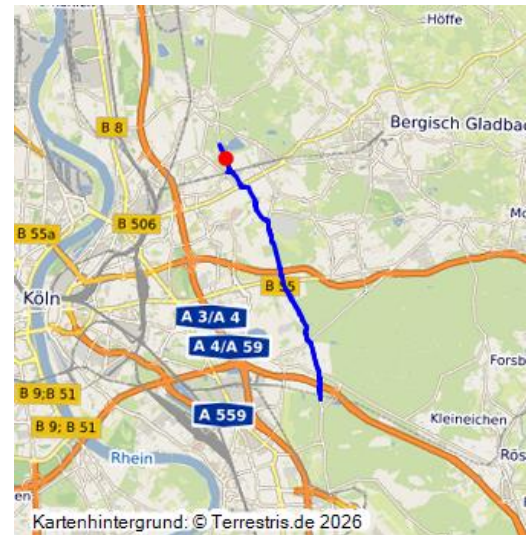 Höffe
B 8
Bergisch Gladba
B 506
B 55a
Mo
Köln
B 55
A 3/A 4
A 4/A 59
Forsb
B 9;B 51
A 559
Kleineichen
B 9; B 51
Rös
Rhein
en
Kartenhintergrund: © Terrestris.de 2026